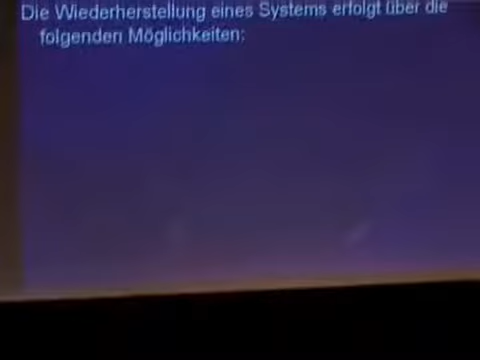 Die Wiederherstellung eines Systems erfolgt über die
folgenden Möglichkeiten: